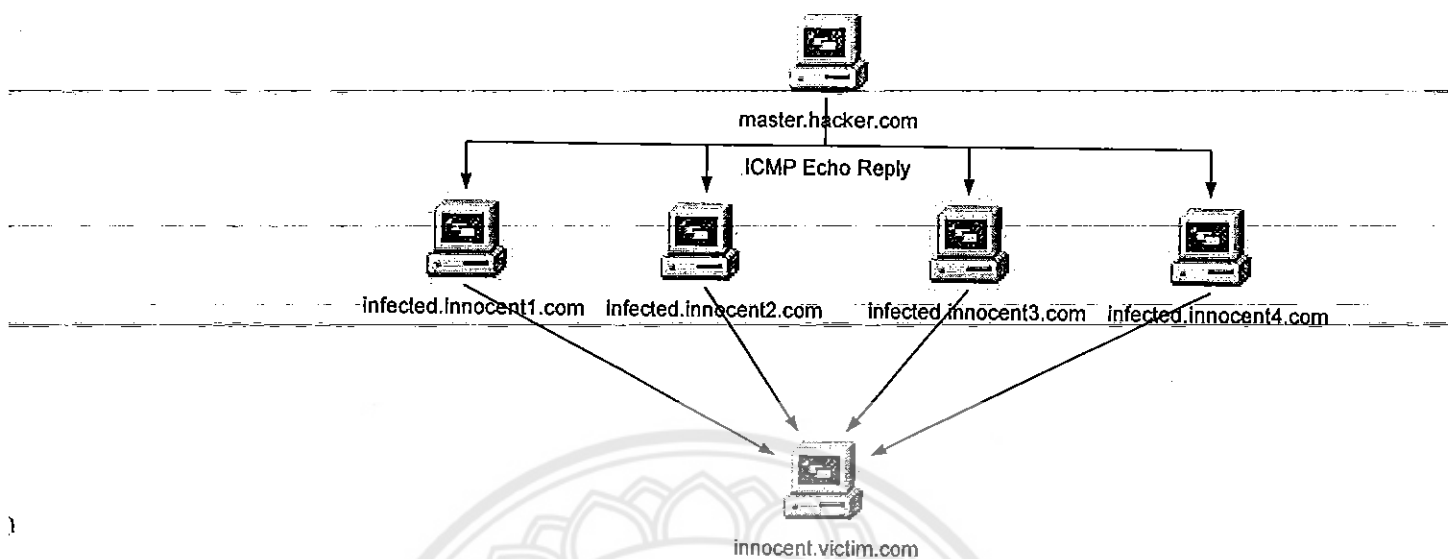 master.hacker.com
ICMP Echo Reply
infected.innocent1.com infected.innocent2.com infected.innocent3.com infected.innocent4.com
innocent.victim.com